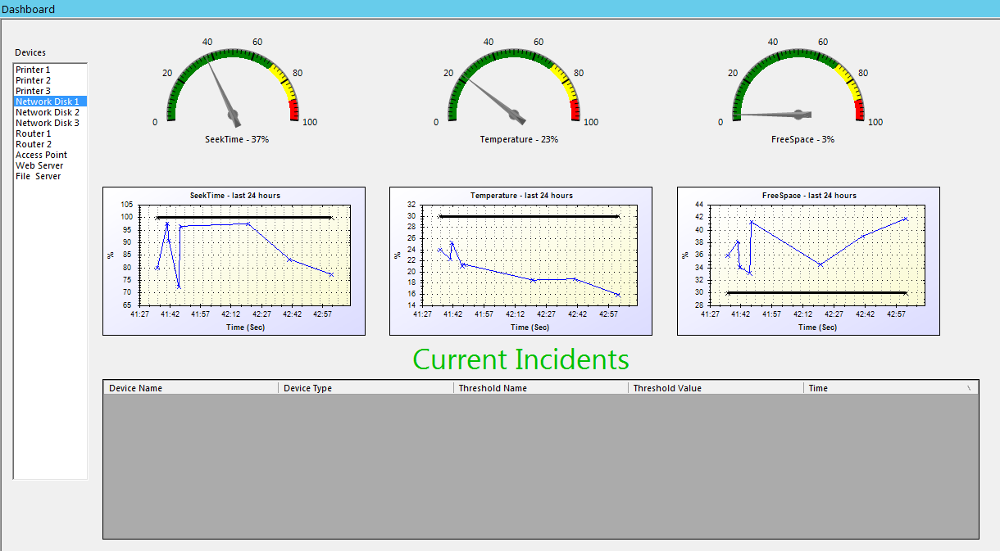 Dashboard
Devices
Printer 1
Printer 2
Printer 3
Network Disk 1
Network Disk 2
Network Disk 3
Router 1
Router 2
Access Point
Web Server
File  Server
0 20 40 60 80 100
SeekTime - 37%
0 20 40 60 80 100
Temperature - 23%
0 20 40 60 80 100
FreeSpace - 3%
SeekTime - last 24 hours
105
100
95
90
85
80
75
70
65
%
41:27 41:42 41:57 42:12 42:27 42:42 42:57
Time (Sec)
Temperature - last 24 hours
32
30
28
26
24
22
20
18
16
14
%
41:27 41:42 41:57 42:12 42:27 42:42 42:57
Time (Sec)
FreeSpace - last 24 hours
44
42
40
38
36
34
32
30
28
%
41:27 41:42 41:57 42:12 42:27 42:42 42:57
Time (Sec)
Current Incidents
Device Name Device Type Threshold Name Threshold Value Time \